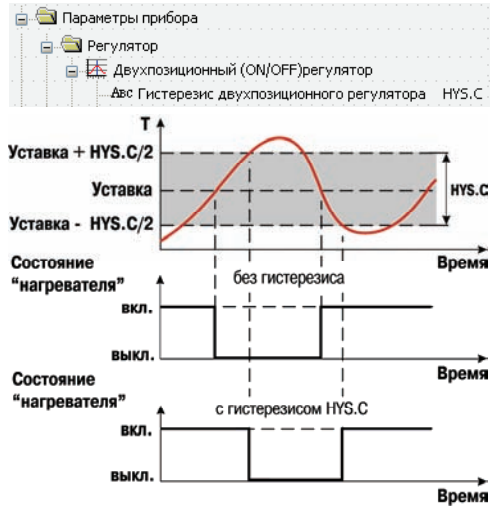 Параметры прибора
Регулятор
Двухпозиционный (ON/OFF)регулятор
Авс Гистерезис двухпозиционного регулятора HYS.C
T
Уставка + HYS.C/2
Уставка
HYS.C
Уставка - HYS.C/2
Время
Состояние
“нагревателя”
без гистерезиса
вкл.
выкл.
Время
Состояние
“нагревателя”
с гистерезисом HYS.C
вкл.
выкл.
Время